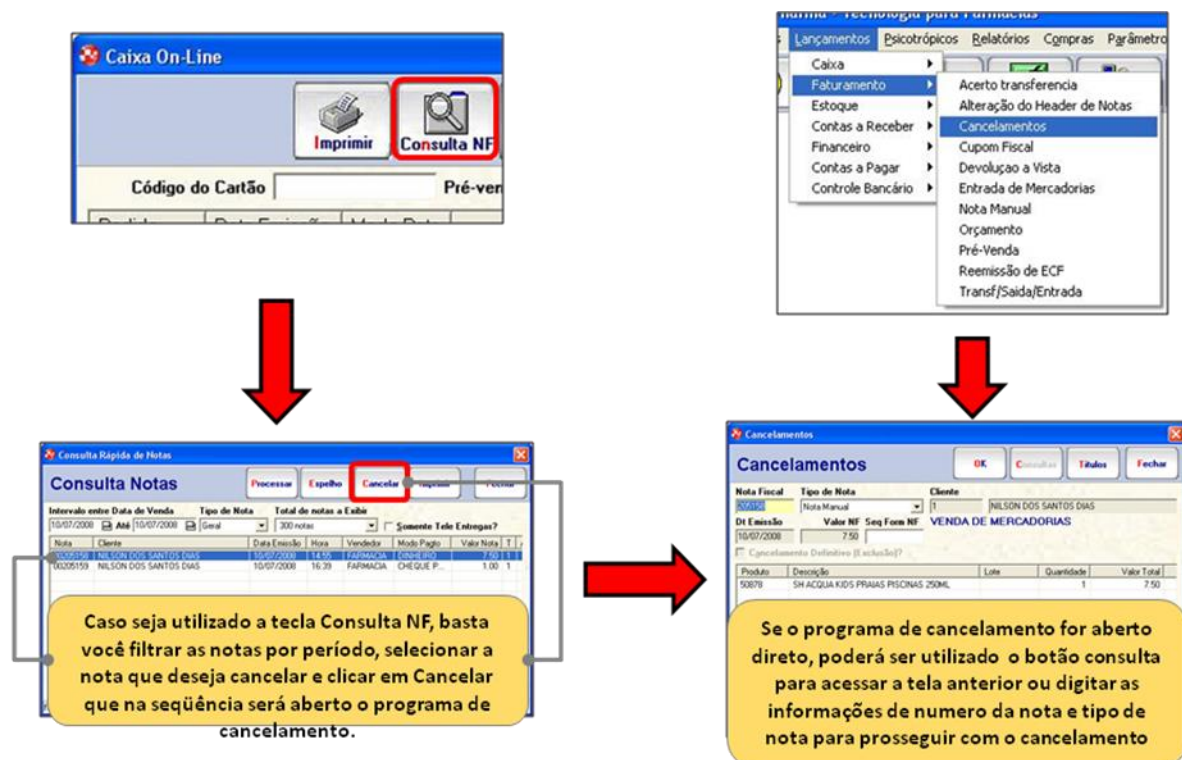 Caixa On-Line
Imprimir
Consulta NF
Código do Cartão
Tecnologia para Farmácias
Lançamentos Psicotrópicos Relatórios Compras Parâmetro
Caixa
Faturamento
Estoque
Contas a Receber
Financeiro
Contas a Pagar
Controle Bancário
Acerto transferencia
Alteração do Header de Notas
Cancelamentos
Cupom Fiscal
Devoluçao a Vista
Entrada de Mercadorias
Nota Manual
Orçamento
Pré-Venda
Reemissão de ECF
Transf/Saida/Entrada
Consulta Rápida de Notas
Consulta Notas
Processar Espelho Cancelar
Intervalo entre Data de Venda Tipo de Nota Total de notas a Exibir
10/07/2008 Até 10/07/2008 Geral 300 notas Somente Tele Entregas?
Nota Cliente Data Emissão Hora Vendedor Modo Pagto Valor Nota T
00205158 NILSON DOS SANTOS DIAS 10/07/2008 14:55 FARMACIA DINHEIRO 7.50 1
00205159 NILSON DOS SANTOS DIAS 10/07/2008 16:39 FARMACIA CHEQUE P... 1.00 1
Caso seja utilizado a tecla Consulta NF, basta
você filtrar as notas por período, selecionar a
nota que deseja cancelar e clicar em Cancelar
que na seqüência será aberto o programa de
cancelamento.
Cancelamentos
Cancelamentos
OK Consultar Títulos Fechar
Nota Fiscal Tipo de Nota Cliente
205158 Nota Manual 1 NILSON DOS SANTOS DIAS
Dt Emissão Valor NF Seq Form NF VENDA DE MERCADORIAS
10/07/2008 7.50
Cancelamento Definitivo (Exclusão)?
Produto Descrição Lote Quantidade Valor Total
50878 SH ACQUA KIDS PRAIAS PISCINAS 250ML 1 7.50
Se o programa de cancelamento for aberto
direto, poderá ser utilizado o botão consulta
para acessar a tela anterior ou digitar as
informações de numero da nota e tipo de
nota para prosseguir com o cancelamento